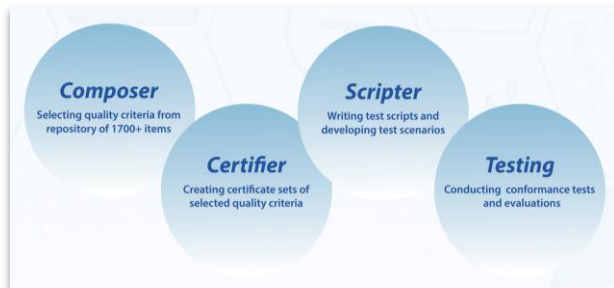 Composer
Selecting quality criteria from
repository of 1700+ items
Certifier
Creating certificate sets of
selected quality criteria
Scripter
Writing test scripts and
developing test scenarios
Testing
Conducting conformance tests
and evaluations